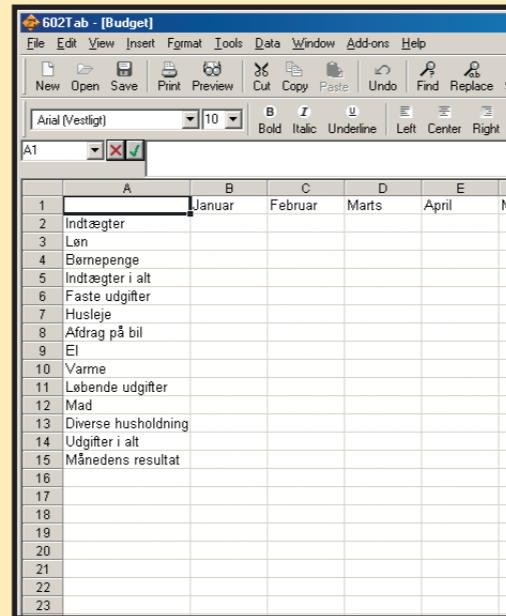 602Tab - [Budget]
File Edit View Insert Format Tools Data Window Add-ons Help
New Open Save Print Preview Cut Copy Paste Undo Find Replace
Arial (Vestligt) 10 Bold Italic Underline Left Center Right
A1
A B C D E
1 Januar Februar Marts April
2 Indtægter
3 Løn
4 Børnepenge
5 Indtægter i alt
6 Faste udgifter
7 Husleje
8 Afdrag på bil
9 El
10 Varme
11 Løbende udgifter
12 Mad
13 Diverse husholdning
14 Udgifter i alt
15 Månedens resultat
16
17
18
19
20
21
22
23